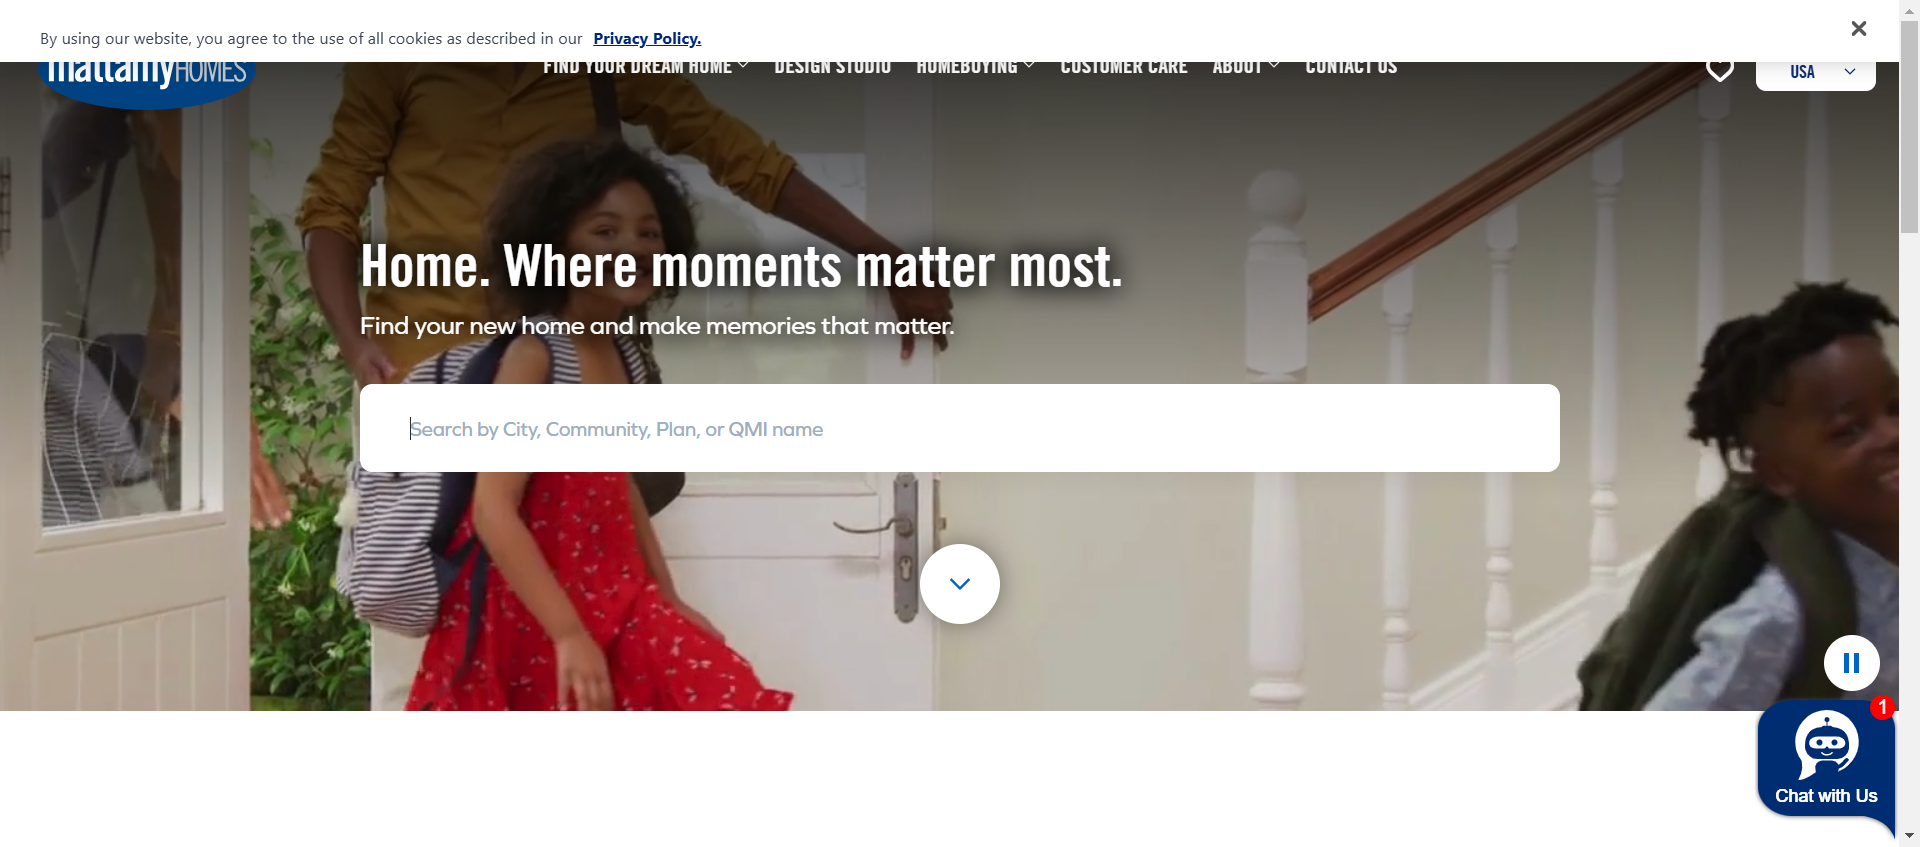 By using our website, you agree to the use of all cookies as described in our Privacy Policy.
mattamyHOMES
FIND YOUR DREAM HOME DESIGN STUDIO HOMEBUYING CUSTOMER CARE ABOUT CONTACT US
USA
Home. Where moments matter most.
Find your new home and make memories that matter.
Search by City, Community, Plan, or QMI name
1
Chat with Us